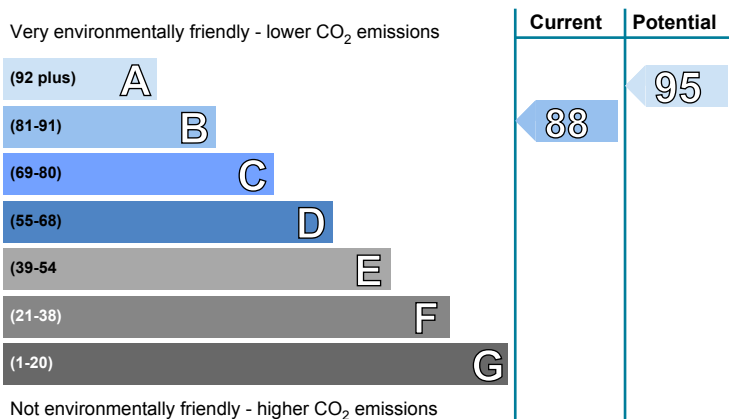 Current Potential
Very environmentally friendly - lower CO2 emissions
(92 plus) A 95
(81-91) B 88
(69-80) C
(55-68) D
(39-54 E
(21-38) F
(1-20) G
Not environmentally friendly - higher CO2 emissions